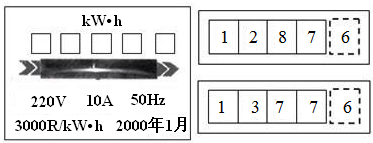 kW•h
220V 10A 50Hz
3000R/kW•h 2000年1月
1 2 8 7 6
1 3 7 7 6